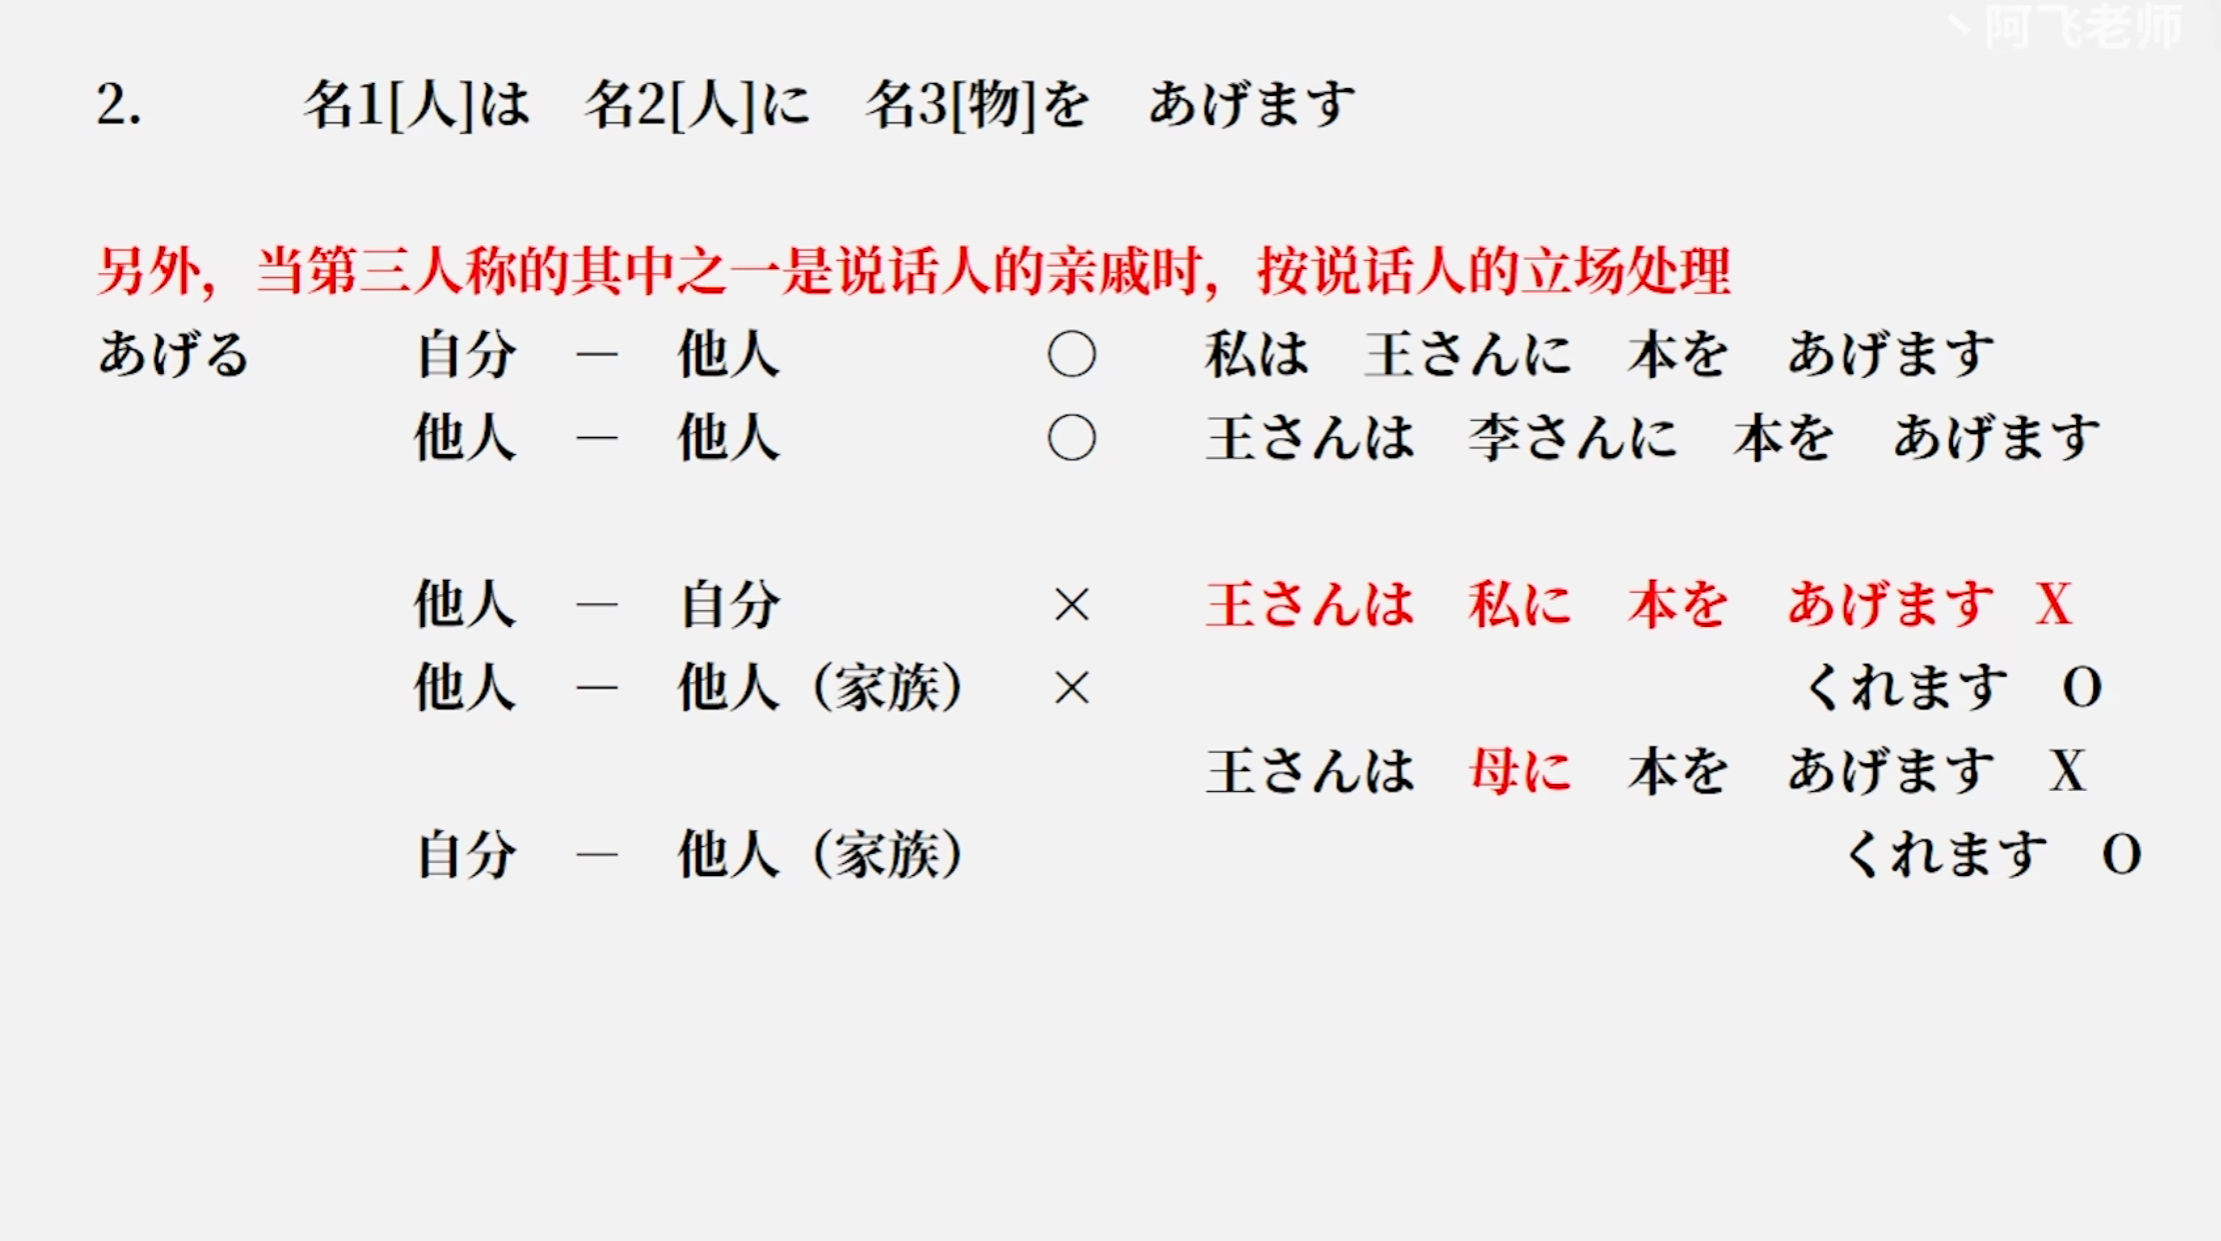 丶阿飞老师
2. 名1[人]は 名2[人]に 名3[物]を あげます
另外，当第三人称的其中之一是说话人的亲戚时，按说话人的立场处理
あげる 自分 － 他人 ○ 私は 王さんに 本を あげます
他人 － 他人 ○ 王さんは 李さんに 本を あげます
他人 － 自分 × 王さんは 私に 本を あげます X
他人 － 他人（家族） × くれます O
王さんは 母に 本を あげます X
自分 － 他人（家族） くれます O